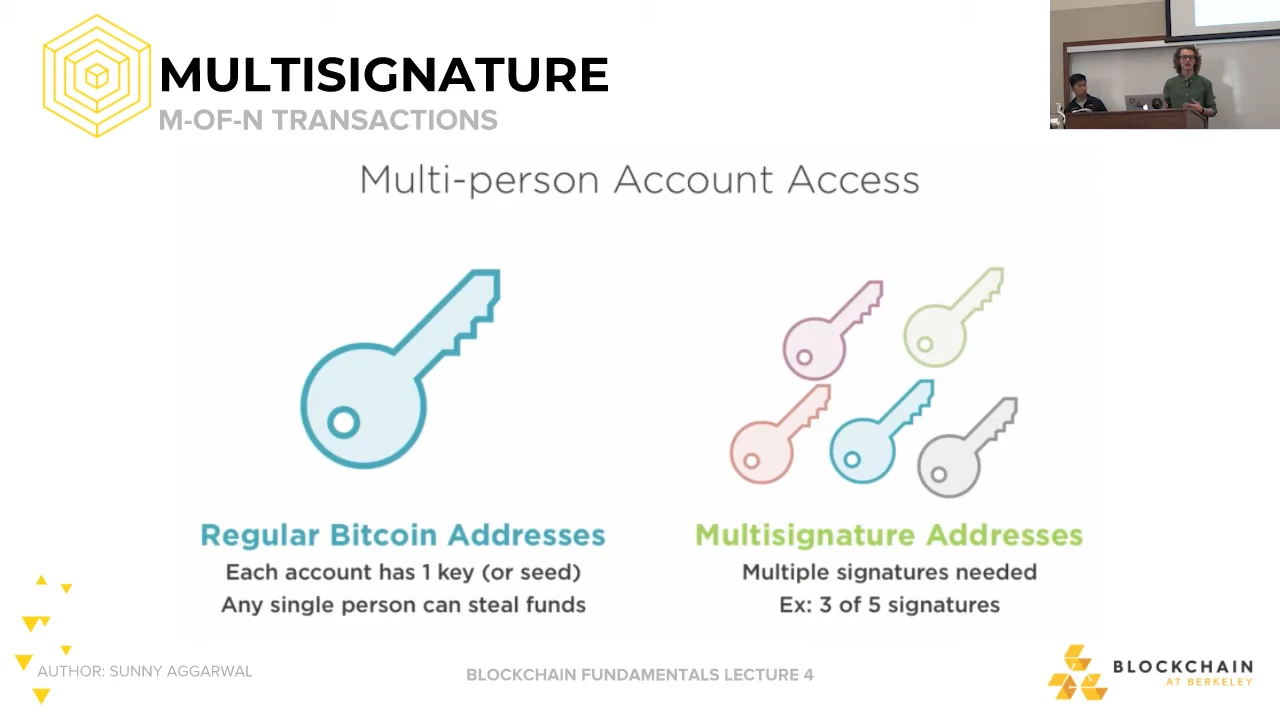 MULTISIGNATURE
M-OF-N TRANSACTIONS
Multi-person Account Access
Regular Bitcoin Addresses
Each account has 1 key (or seed)
Any single person can steal funds
Multisignature Addresses
Multiple signatures needed
Ex: 3 of 5 signatures
AUTHOR: SUNNY AGGARWAL
BLOCKCHAIN FUNDAMENTALS LECTURE 4
BLOCKCHAIN
AT BERKELEY